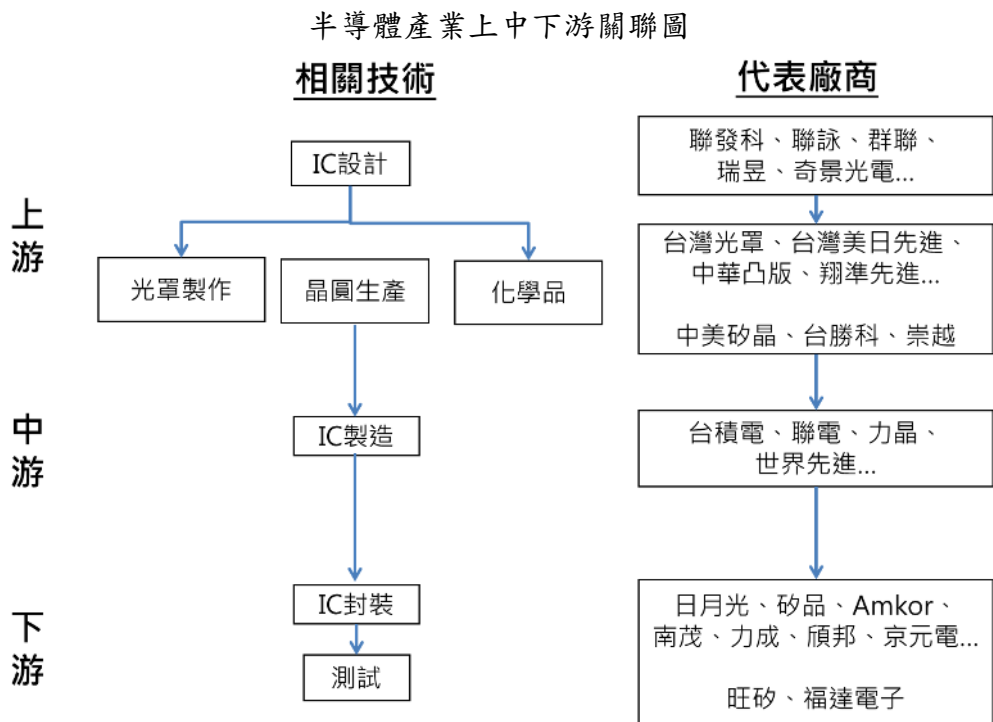 半導體產業上中下游關聯圖
相關技術
代表廠商
上游
IC設計
聯發科、聯詠、群聯、
瑞昱、奇景光電...
光罩製作
晶圓生產
化學品
台灣光罩、台灣美日先進、
中華凸版、翔準先進...
中美矽晶、台勝科、崇越
中游
IC製造
台積電、聯電、力晶、
世界先進...
下游
IC封裝
測試
日月光、矽品、Amkor、
南茂、力成、頎邦、京元電...
旺矽、福達電子